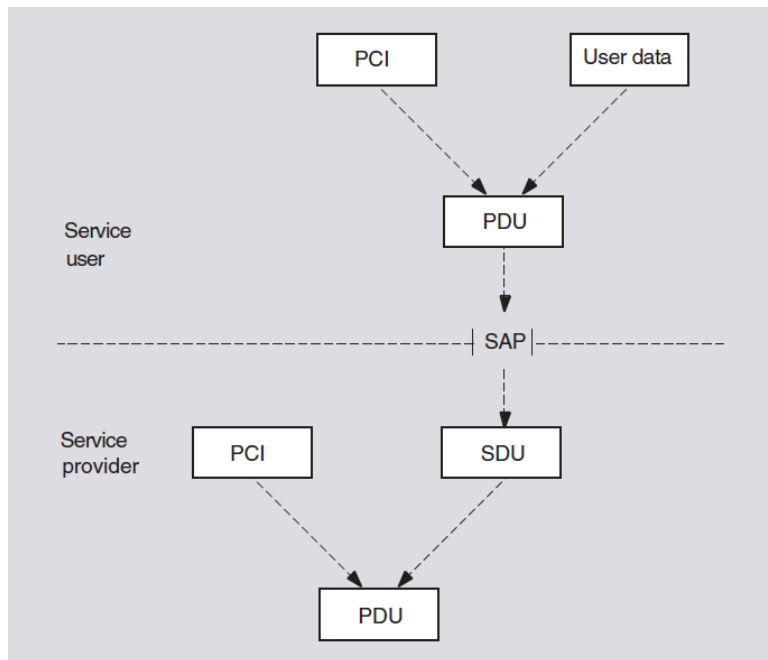 PCI
User data
PDU
Service
user
SAP
Service
provider
PCI
SDU
PDU